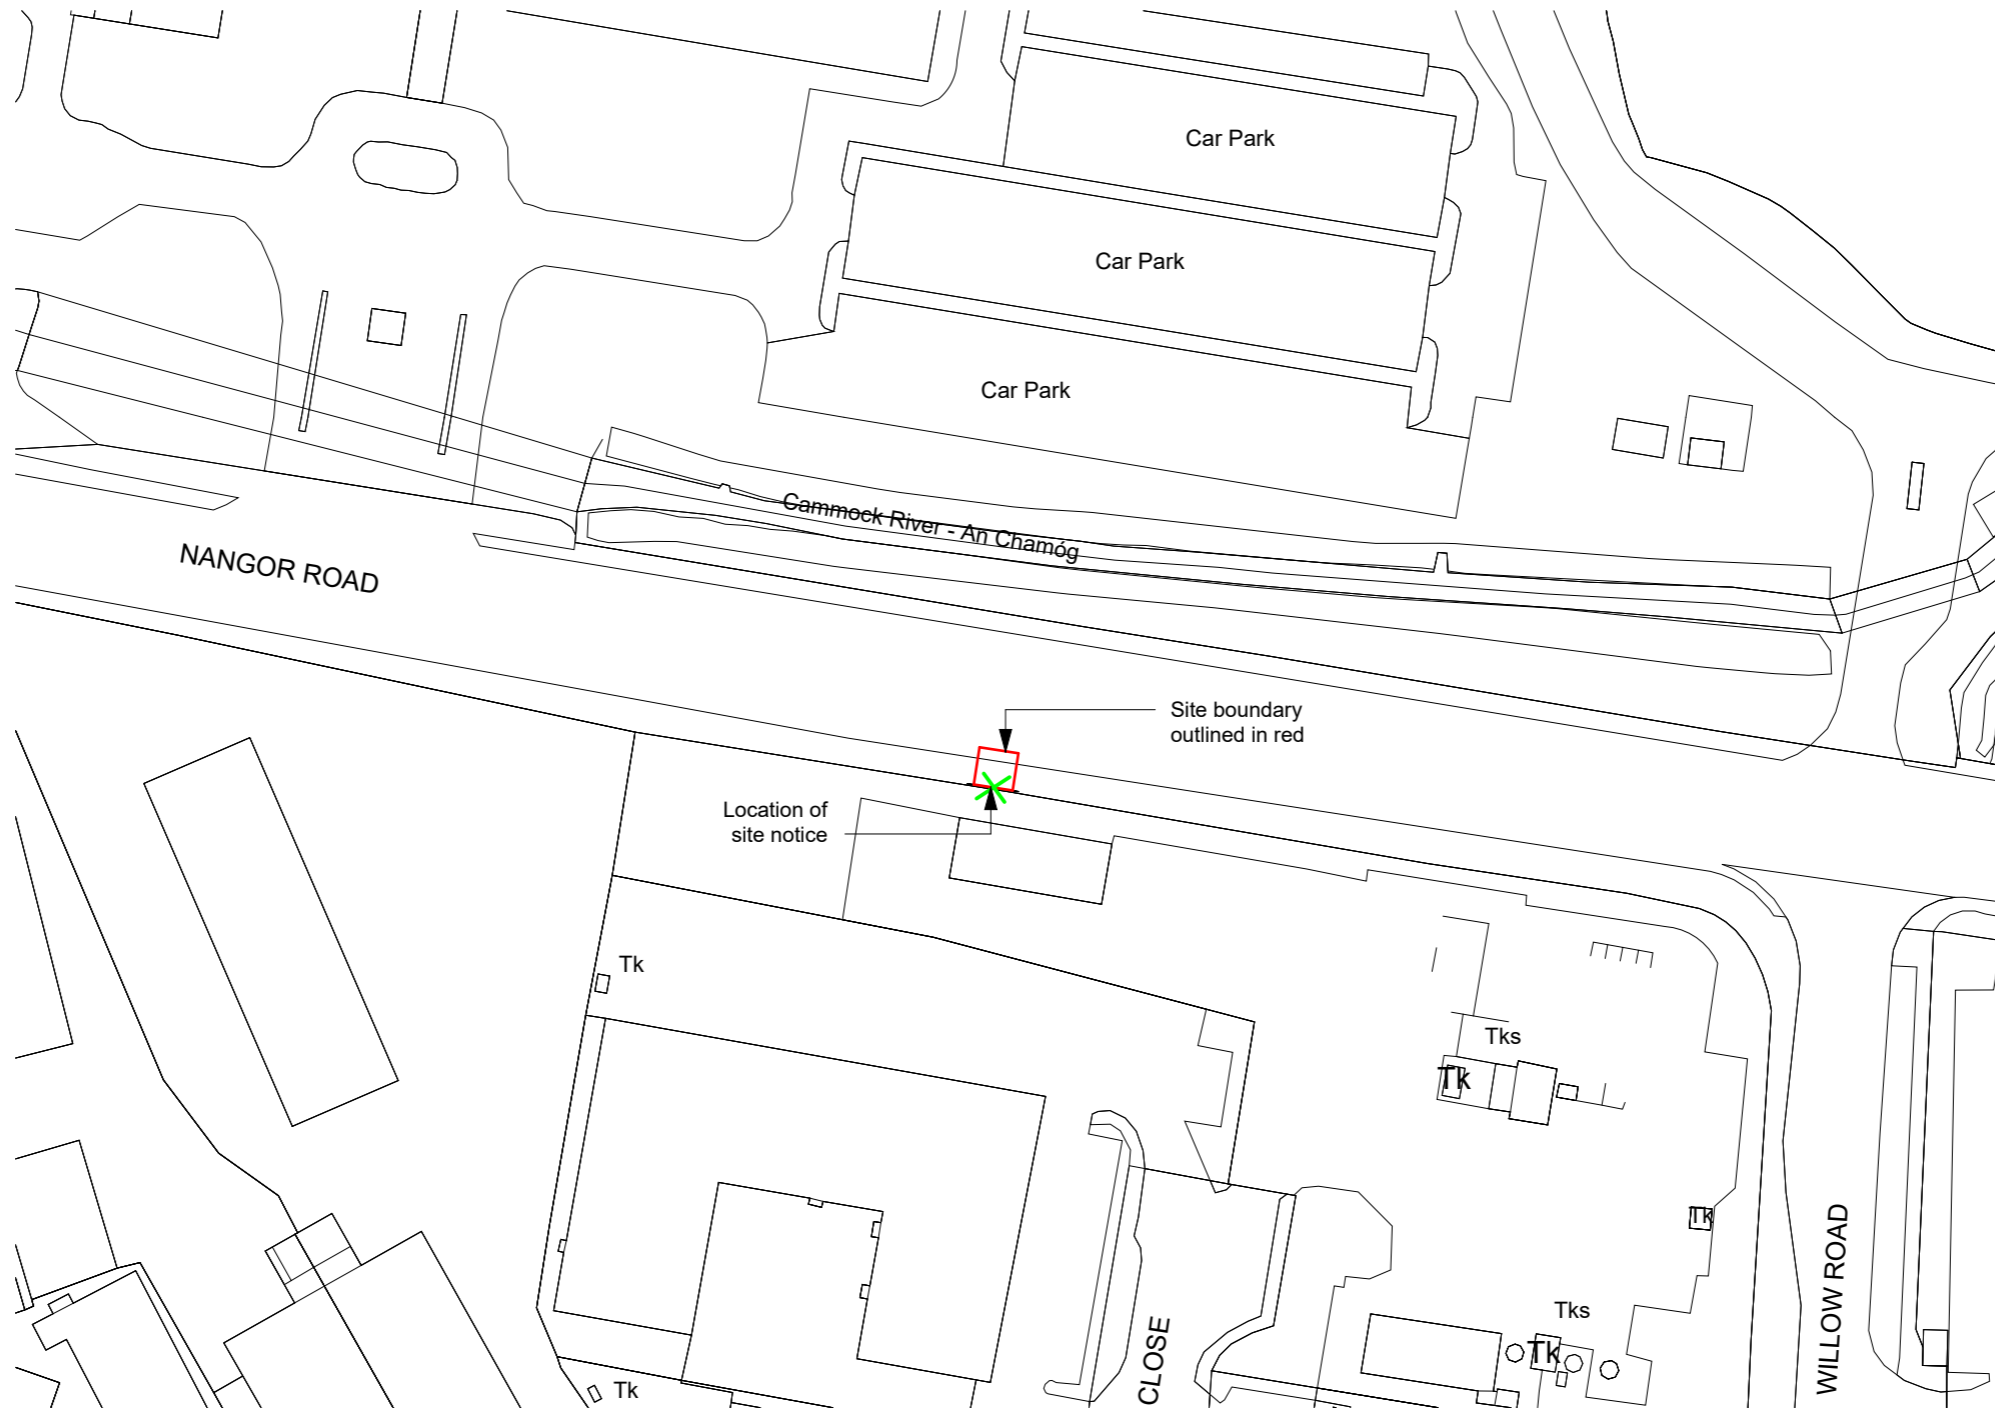 Car Park
Car Park
Car Park
Cammock River - An Chamóg
NANGOR ROAD
Site boundary
outlined in red
Location of
site notice
Tk
Tks
Tk
Tk
WILLOW ROAD
Tks
Tk
CLOSE
Tk